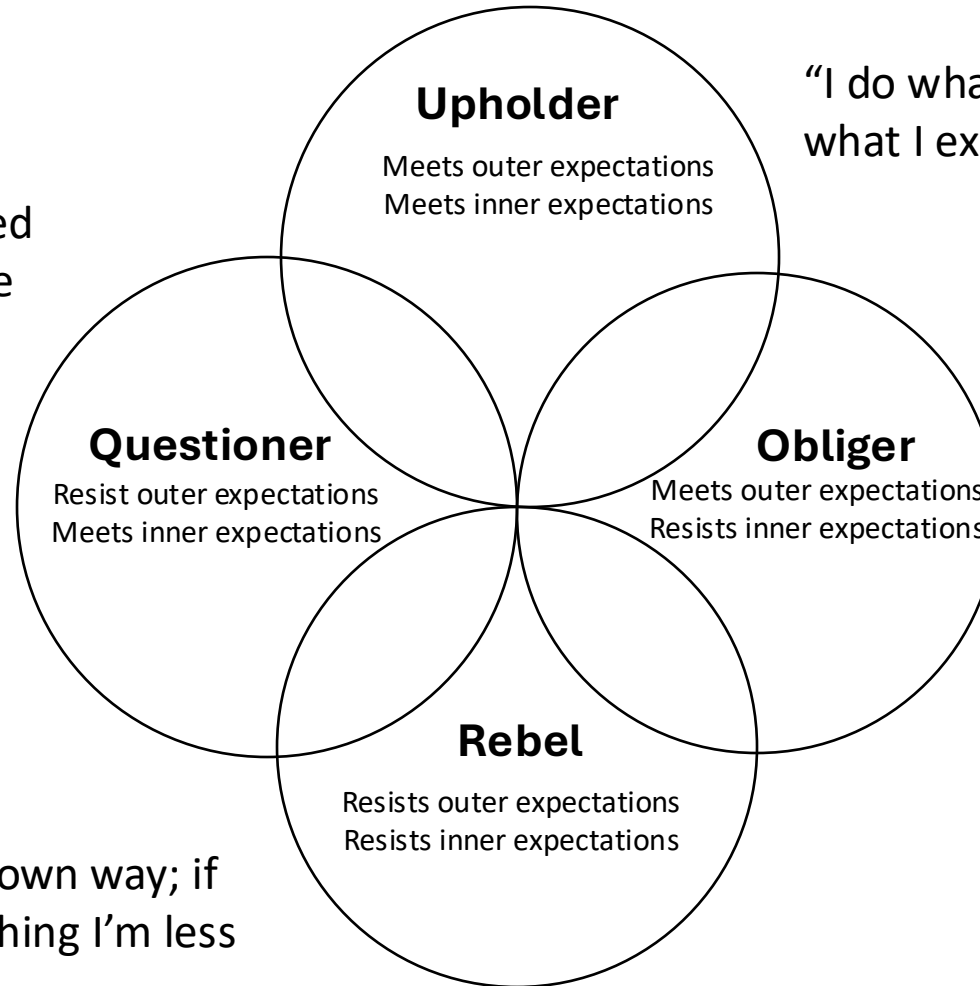 Upholder
Meets outer expectations
Meets inner expectations
“I do wha
what I ex
ed
e
Questioner
Resist outer expectations
Meets inner expectations
Obliger
Meets outer expectations
Resists inner expectations
Rebel
Resists outer expectations
Resists inner expectations
own way; if
hing I’m less